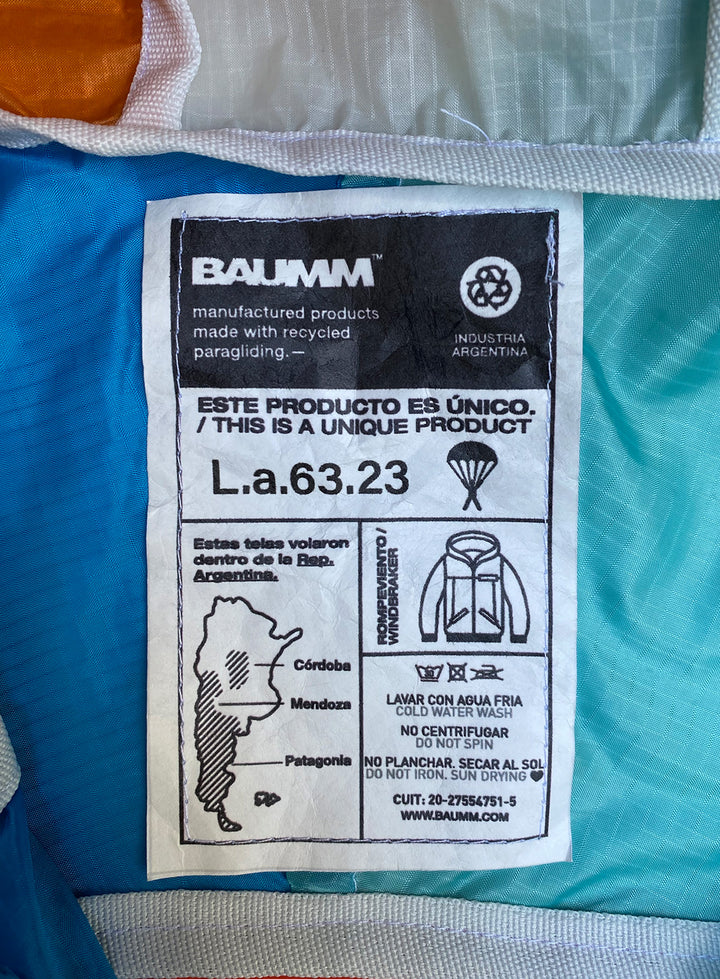 BAUMM™
manufactured products
made with recycled
paragliding.—
INDUSTRIA
ARGENTINA
ESTE PRODUCTO ES ÚNICO.
/ THIS IS A UNIQUE PRODUCT
L.a.63.23
Estas telas volaron
dentro de la Rep.
Argentina.
Córdoba
Mendoza
Patagonia
ROMPEVIENTO /
WINDBREAKER
LAVAR CON AGUA FRIA
COLD WATER WASH
NO CENTRIFUGAR
DO NOT SPIN
NO PLANCHAR. SECAR AL SOL
DO NOT IRON. SUN DRYING
CUIT: 20-27554751-5
WWW.BAUMM.COM